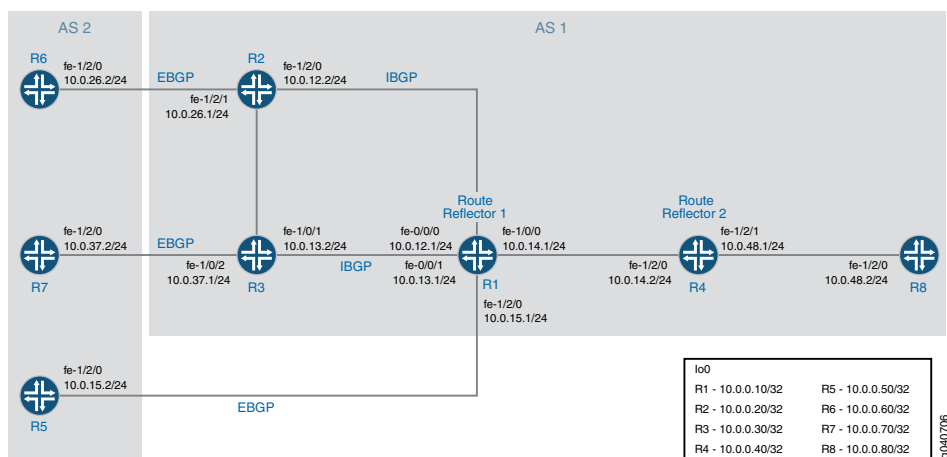 AS 2
AS 1
R6
fe-1/2/0
10.0.26.2/24
EBGP
R2
fe-1/2/0
10.0.12.2/24
IBGP
fe-1/2/1
10.0.26.1/24
Route
Reflector 1
Route
Reflector 2
fe-1/2/0
10.0.37.2/24
EBGP
fe-1/0/1
10.0.13.2/24
fe-0/0/0
10.0.12.1/24
fe-1/0/0
10.0.14.1/24
fe-1/2/1
10.0.48.1/24
R7
fe-1/0/2
10.0.37.1/24
R3
IBGP
fe-0/0/1
10.0.13.1/24
R1
fe-1/2/0
10.0.14.2/24
R4
fe-1/2/0
10.0.48.2/24
R8
fe-1/2/0
10.0.15.1/24
fe-1/2/0
10.0.15.2/24
EBGP
R5
lo0
R1 - 10.0.0.10/32 R5 - 10.0.0.50/32
R2 - 10.0.0.20/32 R6 - 10.0.0.60/32
R3 - 10.0.0.30/32 R7 - 10.0.0.70/32
R4 - 10.0.0.40/32 R8 - 10.0.0.80/32